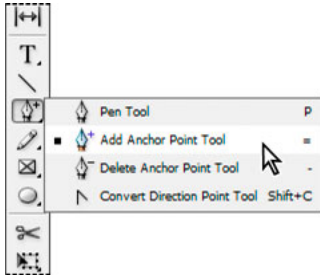 T
Pen Tool P
Add Anchor Point Tool =
Delete Anchor Point Tool -
Convert Direction Point Tool Shift+C